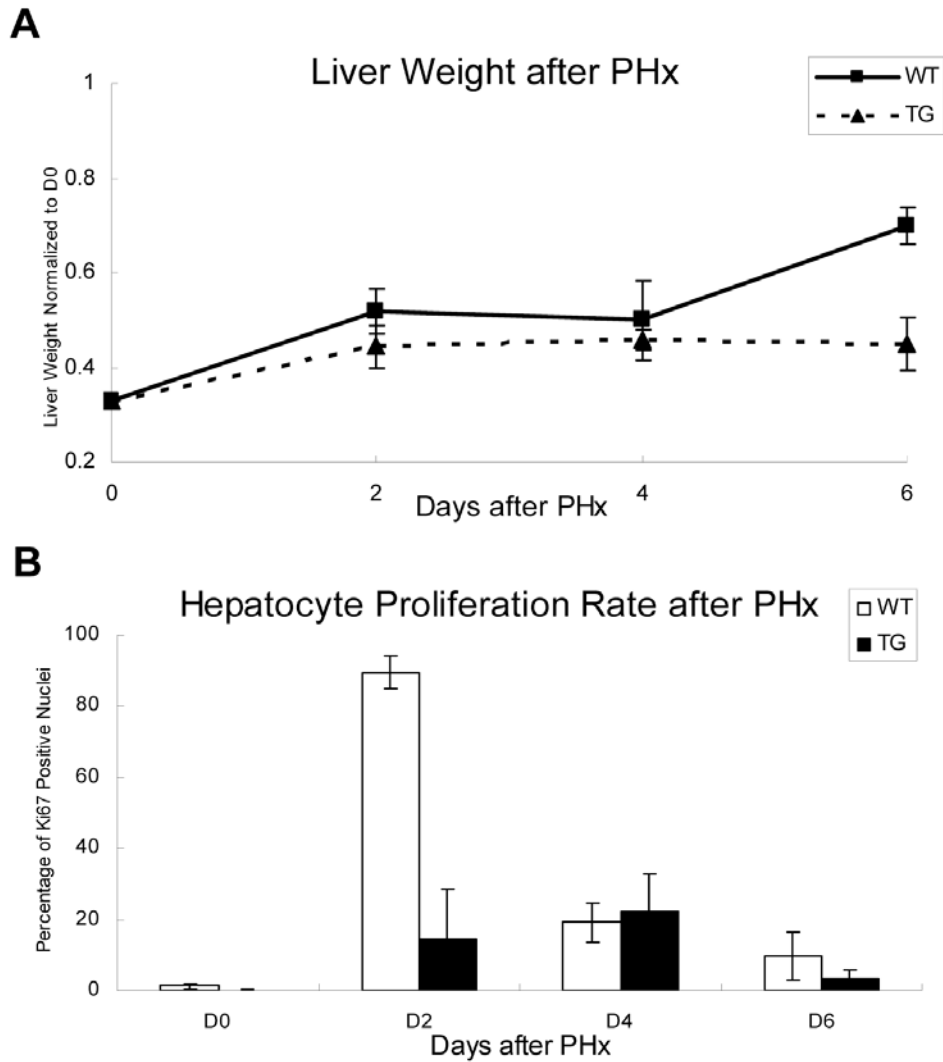 A
Liver Weight after PHx
WT
TG
Liver Weight Normalized to D0
1
0.8
0.6
0.4
0.2
0 2 4 6
Days after PHx
B
Hepatocyte Proliferation Rate after PHx
WT
TG
Percentage of Ki67 Positive Nuclei
100
80
60
40
20
0
D0 D2 D4 D6
Days after PHx